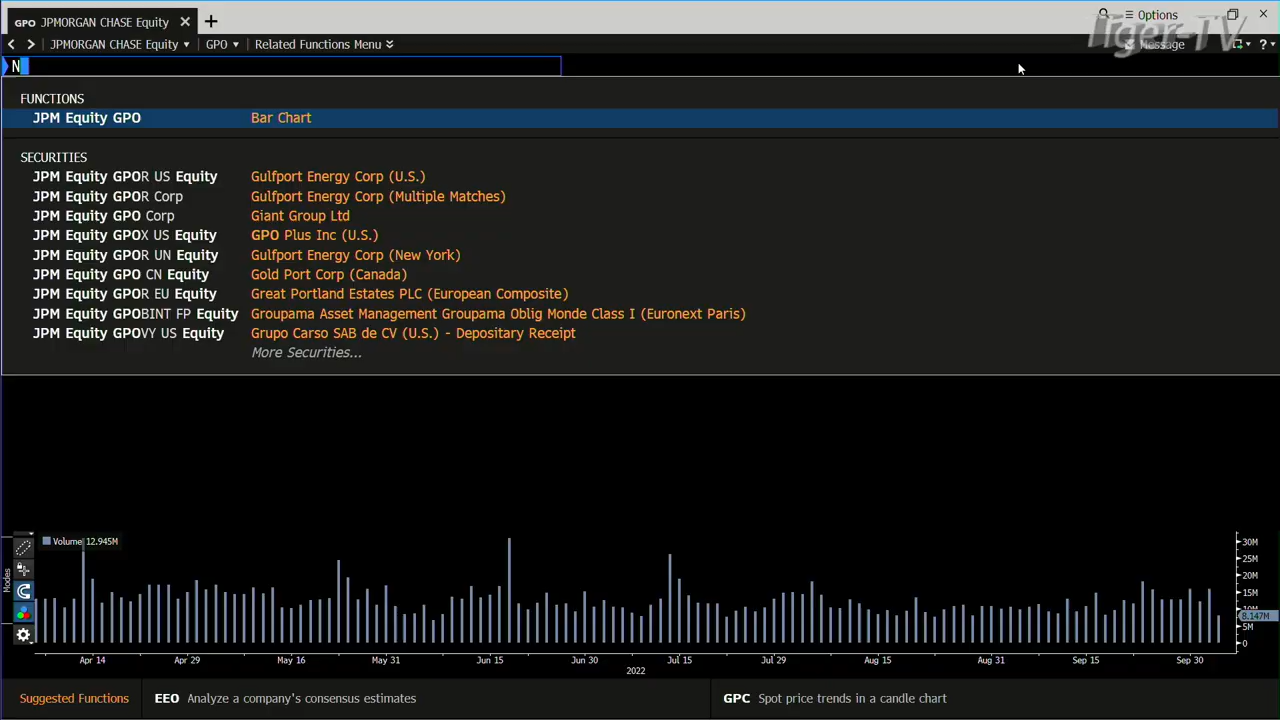 GPO JPMORGAN CHASE Equity
Options
JPMORGAN CHASE Equity GPO Related Functions Menu Message ?
Tiger-TV
N
FUNCTIONS
JPM Equity GPO Bar Chart
SECURITIES
JPM Equity GPOR US Equity Gulfport Energy Corp (U.S.)
JPM Equity GPOR Corp Gulfport Energy Corp (Multiple Matches)
JPM Equity GPO Corp Giant Group Ltd
JPM Equity GPOX US Equity GPO Plus Inc (U.S.)
JPM Equity GPOR UN Equity Gulfport Energy Corp (New York)
JPM Equity GPO CN Equity Gold Port Corp (Canada)
JPM Equity GPOR EU Equity Great Portland Estates PLC (European Composite)
JPM Equity GPOBINT FP Equity Groupama Asset Management Groupama Oblig Monde Class I (Euronext Paris)
JPM Equity GPOVY US Equity Grupo Carso SAB de CV (U.S.) - Depositary Receipt
More Securities...
Modes
Volume 12.945M
30M
25M
20M
15M
10M
8.147M
5M
0
Apr 14 Apr 29 May 16 May 31 Jun 15 Jun 30 Jul 15 Jul 29 Aug 15 Aug 31 Sep 15 Sep 30
2022
Suggested Functions EEO Analyze a company's consensus estimates GPC Spot price trends in a candle chart